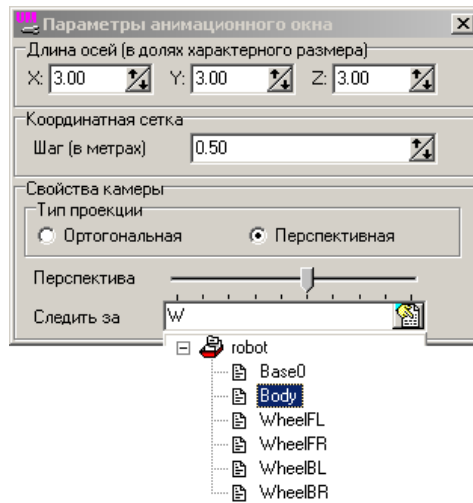 Параметры анимационного окна
Длина осей (в долях характерного размера)
X: 3.00 Y: 3.00 Z: 3.00
Координатная сетка
Шаг (в метрах) 0.50
Свойства камеры
Тип проекции
Ортогональная Перспективная
Перспектива
Следить за W
robot
Base0
Body
WheelFL
WheelFR
WheelBL
WheelBR